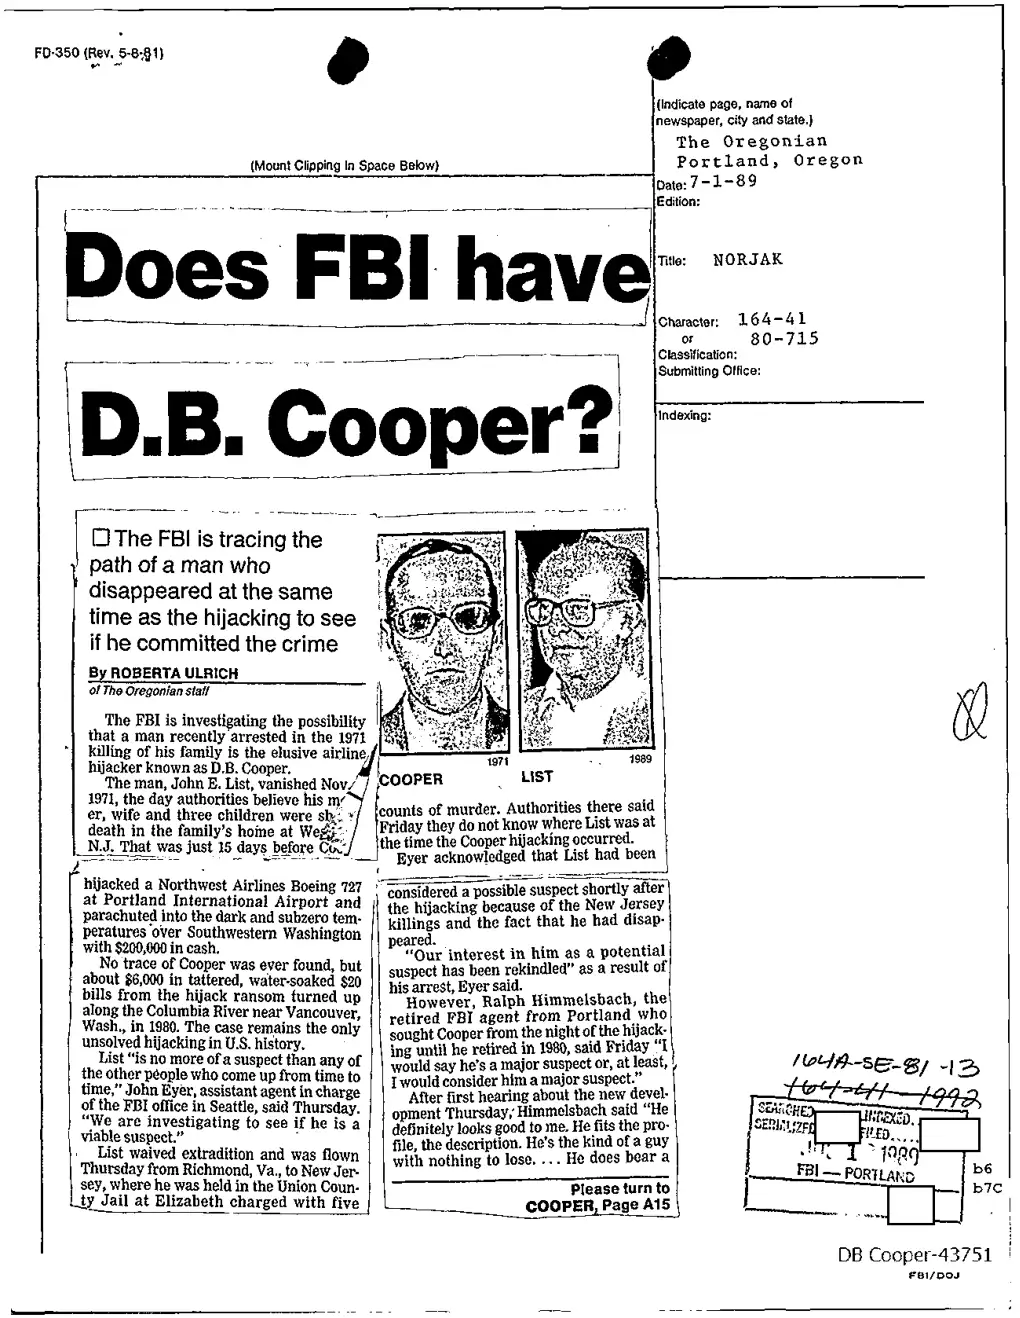 FD-350 (Rev. 5-8-81)
(Indicate page, name of
newspaper, city and state.)
The Oregonian
Portland, Oregon
Date: 7-1-89
Edition:
Title: NORJAK
Character: 164-41
or 80-715
Classification:
Submitting Office:
Indexing:
(Mount Clipping In Space Below)
Does FBI have
D.B. Cooper?
The FBI is tracing the
path of a man who
disappeared at the same
time as the hijacking to see
if he committed the crime
By ROBERTA ULRICH
of The Oregonian staff
The FBI is investigating the possibility
that a man recently arrested in the 1971
killing of his family is the elusive airline
hijacker known as D.B. Cooper.
The man, John E. List, vanished Nov.
1971, the day authorities believe his
er, wife and three children were
death in the family's home at
N.J. That was just 15 days before
hijacked a Northwest Airlines Boeing 727
at Portland International Airport and
parachuted into the dark and subzero tem-
peratures over Southwestern Washington
with $200,000 in cash.
No trace of Cooper was ever found, but
about $6,000 in tattered, water-soaked $20
bills from the hijack ransom turned up
along the Columbia River near Vancouver,
Wash., in 1980. The case remains the only
unsolved hijacking in U.S. history.
List "is no more of a suspect than any of
the other people who come up from time to
time," John Eyer, assistant agent in charge
of the FBI office in Seattle, said Thursday.
"We are investigating to see if he is a
viable suspect."
List waived extradition and was flown
Thursday from Richmond, Va., to New Jer-
sey, where he was held in the Union Coun-
ty Jail at Elizabeth charged with five
1971
COOPER
1989
LIST
counts of murder. Authorities there said
Friday they do not know where List was at
the time the Cooper hijacking occurred.
Eyer acknowledged that List had been
considered a possible suspect shortly after
the hijacking because of the New Jersey
killings and the fact that he had disap-
peared.
"Our interest in him as a potential
suspect has been rekindled" as a result of
his arrest, Eyer said.
However, Ralph Himmelsbach, the
retired FBI agent from Portland who
sought Cooper from the night of the hijack-
ing until he retired in 1980, said Friday "I
would say he's a major suspect or, at least,
I would consider him a major suspect."
After first hearing about the new devel-
opment Thursday, Himmelsbach said "He
definitely looks good to me. He fits the pro-
file, the description. He's the kind of a guy
with nothing to lose. . . . He does bear a
Please turn to
COOPER, Page A15
164A-SE-81-13
164-41-1992
SEARCHED INDEXED
SERIALIZED FILED
1 1989
FBI — PORTLAND
b6
b7C
DB Cooper-43751
FBI/DOJ